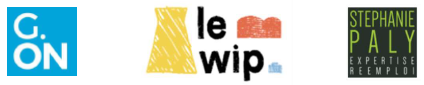 G.
ON
le
wip
STEPHANIE
PALY
EXPERTISE
REEMPLOI